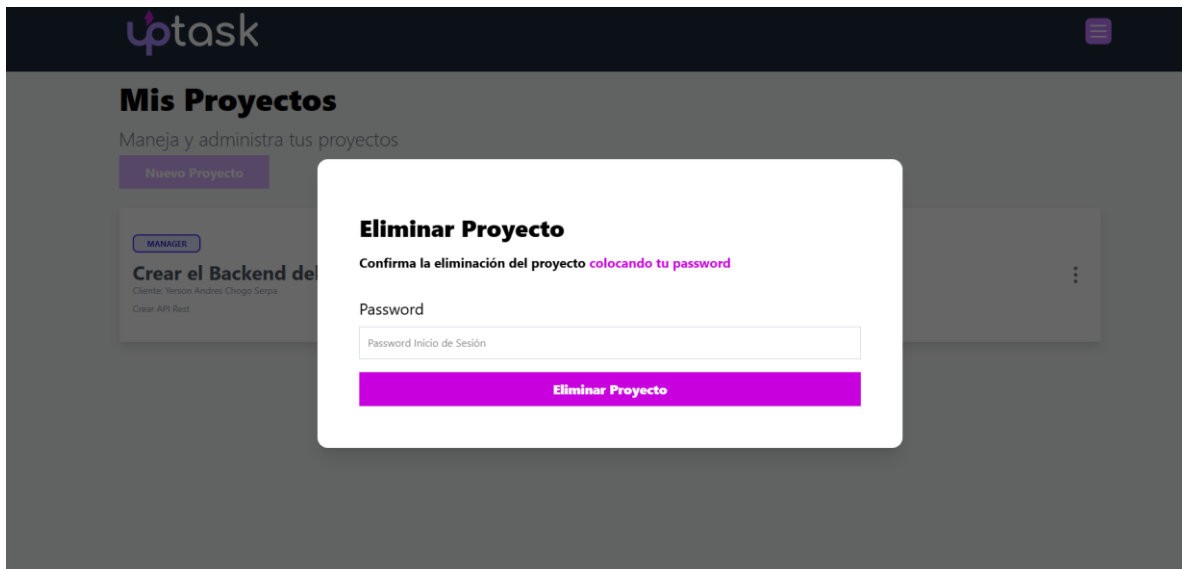 uptask
Mis Proyectos
Maneja y administra tus proyectos
Nuevo Proyecto
MANAGER
Crear el Backend del
Cliente: Yerson Andres Chogo Serpa
Crear API Rest
Eliminar Proyecto
Confirma la eliminación del proyecto colocando tu password
Password
Password Inicio de Sesión
Eliminar Proyecto